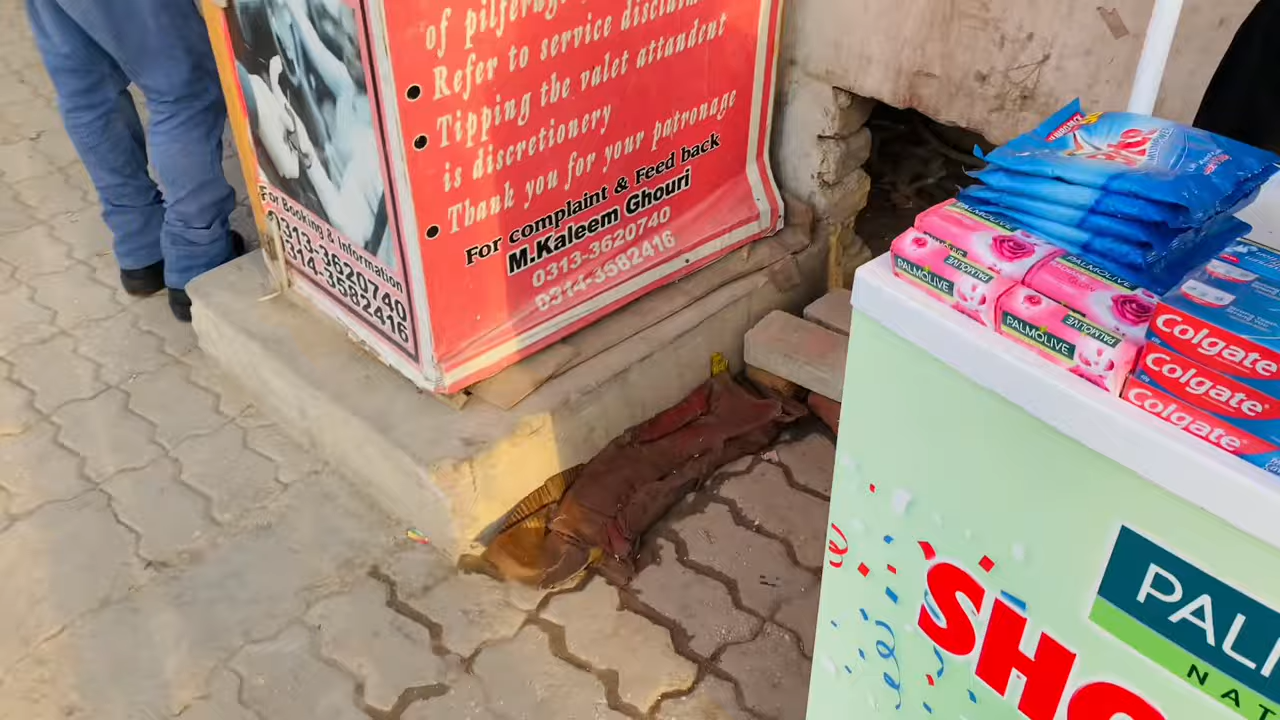 of pilferage,
Refer to service disclaim
Tipping the valet attandent
is discretionery
Thank you for your patronage
For complaint & Feed back
M.Kaleem Ghouri
0313-3620740
0314-3582416
For Booking & Information
0313-3620740
0314-3582416
PALMOLIVE
PALMOLIVE
PALMOLIVE
PALMOLIVE
Colgate
Colgate
Colgate
SHO
PAL
NAT